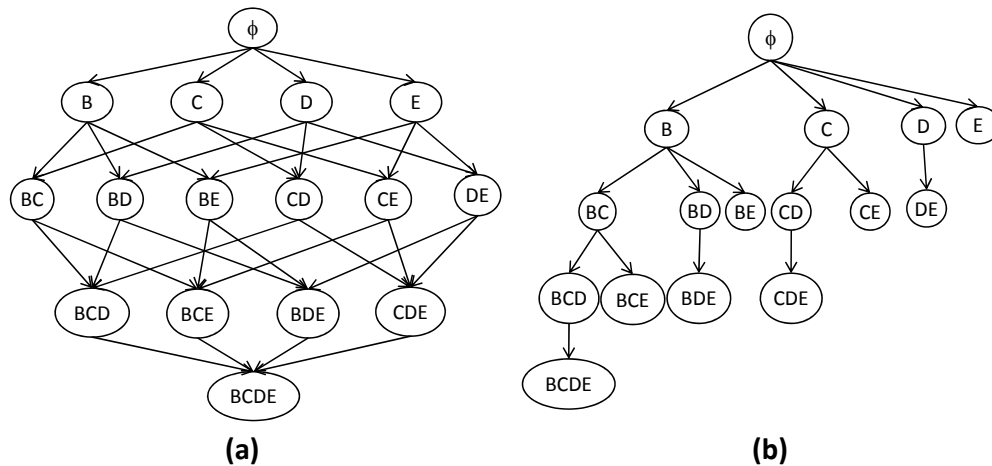 ϕ
B C D E
BC BD BE CD CE DE
BCD BCE BDE CDE
BCDE
(a)
ϕ
B C D E
BC BD BE CD CE DE
BCD BCE BDE CDE
BCDE
(b)